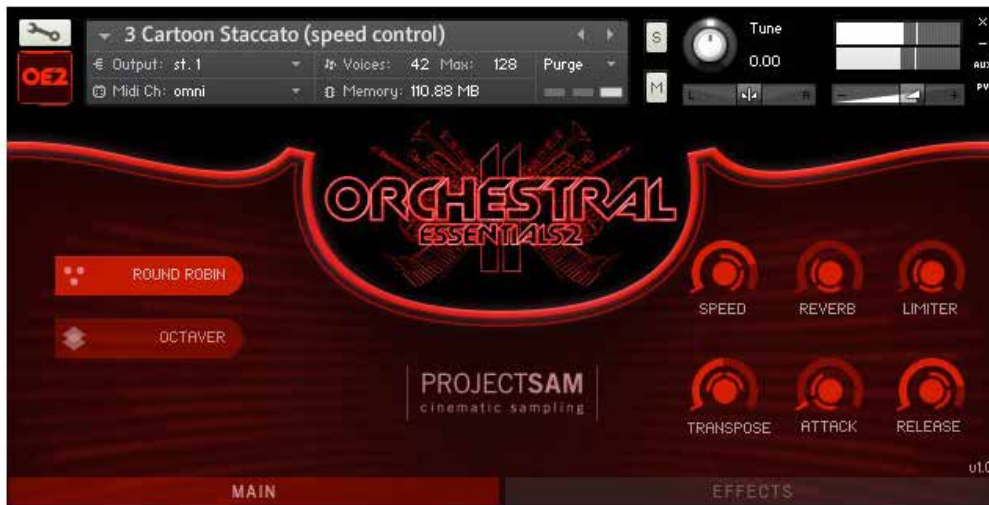 3 Cartoon Staccato (speed control)
S
Tune
0.00
x
OE2
Output: st. 1
Voices: 42 Max: 128
Purge
−
AUX
Midi Ch: omni
Memory: 110.88 MB
M
L
R
− +
PV
ORCHESTRAL
ESSENTIALS2
ROUND ROBIN
OCTAVER
SPEED
REVERB
LIMITER
PROJECTSAM
cinematic sampling
TRANSPOSE
ATTACK
RELEASE
MAIN
EFFECTS